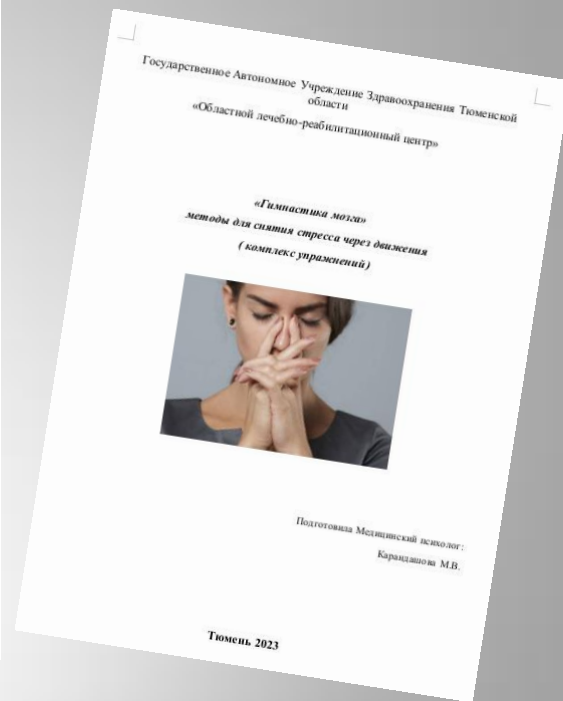 Государственное Автономное Учреждение Здравоохранения Тюменской
области
«Областной лечебно-реабилитационный центр»
«Гимнастика мозга»
методы для снятия стресса через движения
( комплекс упражнений)
Подготовила Медицинский психолог:
Карандашова М.В.
Тюмень 2023